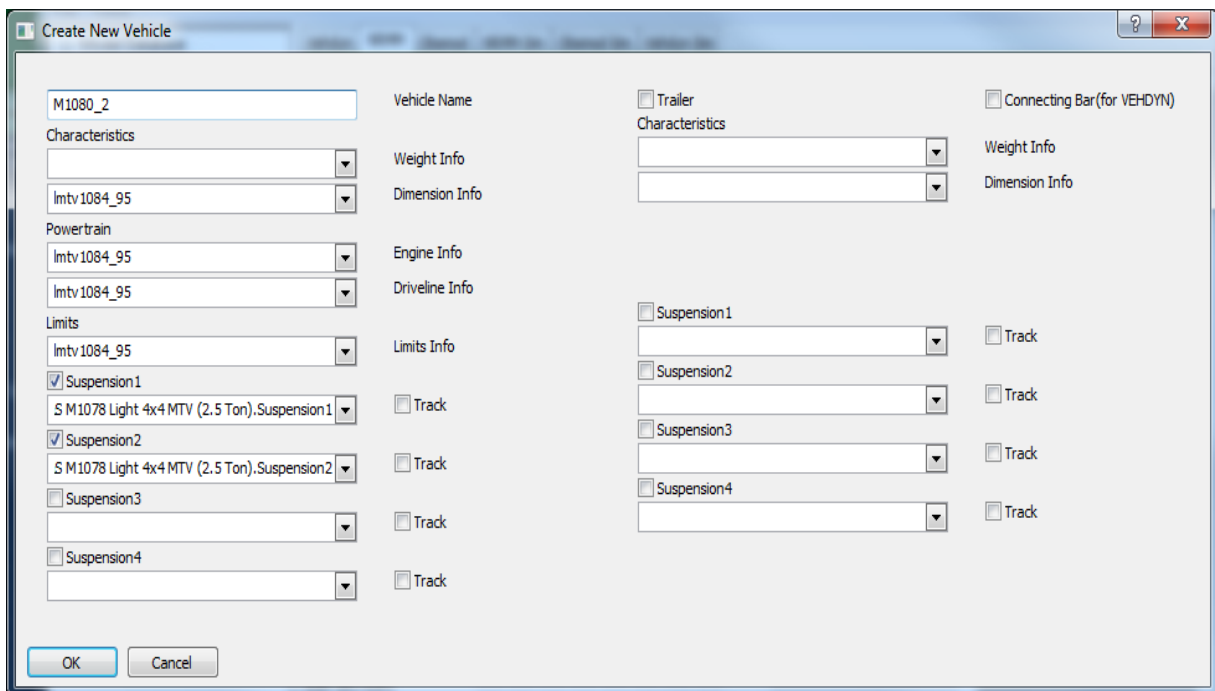 Create New Vehicle
M1080_2
Vehicle Name
Trailer
Connecting Bar(for VEHDYN)
Characteristics
Characteristics
Weight Info
Weight Info
lmtv1084_95
Dimension Info
Dimension Info
Powertrain
lmtv1084_95
Engine Info
lmtv1084_95
Driveline Info
Limits
lmtv1084_95
Limits Info
Suspension1
S M1078 Light 4x4 MTV (2.5 Ton).Suspension1
Track
Suspension2
S M1078 Light 4x4 MTV (2.5 Ton).Suspension2
Track
Suspension3
Track
Suspension4
Track
Suspension1
Track
Suspension2
Track
Suspension3
Track
Suspension4
Track
OK
Cancel